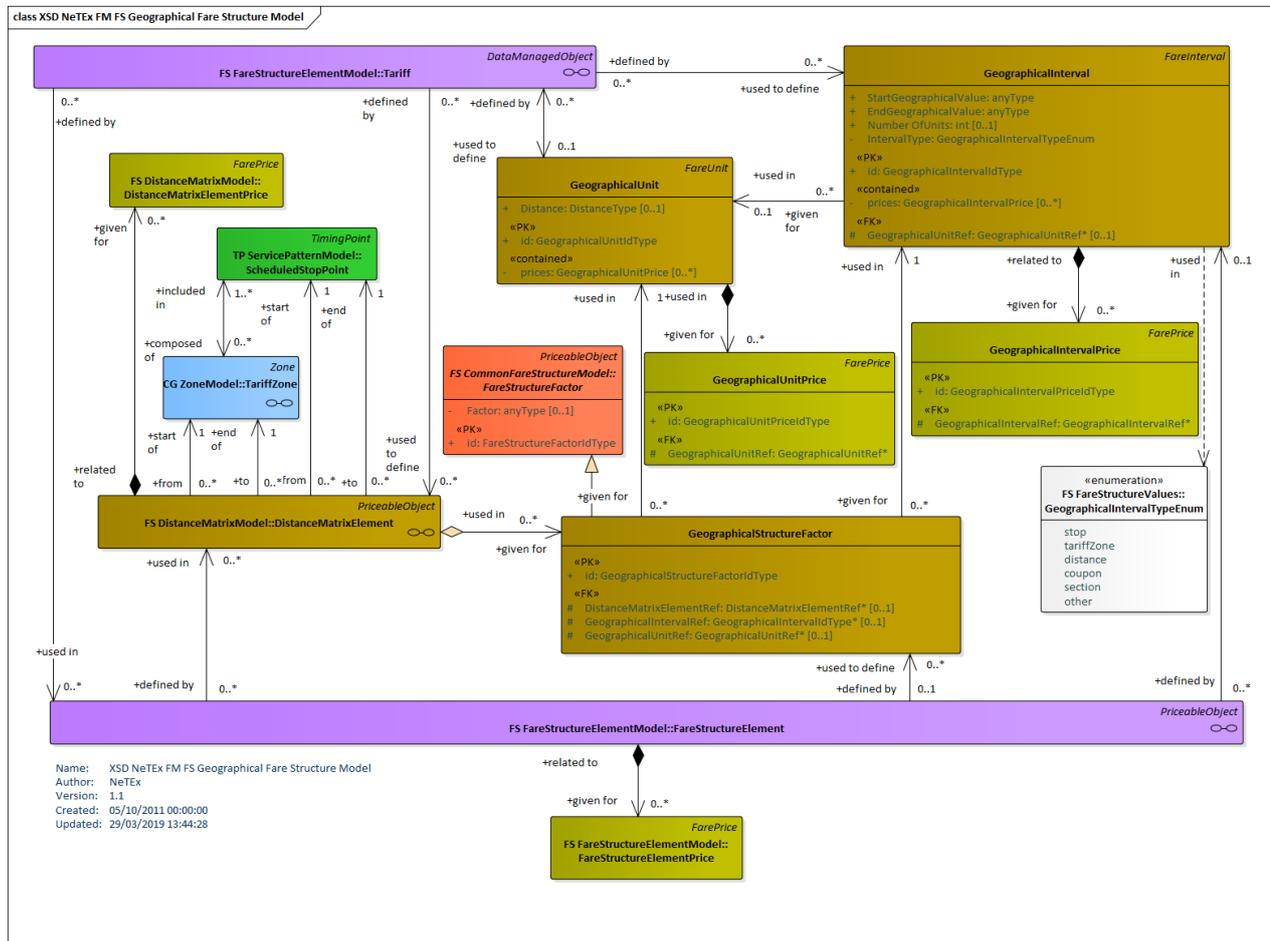 class XSD NeTEx FM FS Geographical Fare Structure Model
DataManagedObject
FS FareStructureElementModel::Tariff
+defined by
0..*
0..*
+used to define
FareInterval
GeographicalInterval
+ StartGeographicalValue: anyType
+ EndGeographicalValue: anyType
+ Number OfUnits: int [0..1]
- IntervalType: GeographicalIntervalTypeEnum
«PK»
+ id: GeographicalIntervalIdType
«contained»
- prices: GeographicalIntervalPrice [0..*]
«FK»
# GeographicalUnitRef: GeographicalUnitRef* [0..1]
0..*
+defined by
+defined
by
0..*
+defined by
0..*
+used to
define
0..1
FareUnit
GeographicalUnit
+ Distance: DistanceType [0..1]
«PK»
+ id: GeographicalUnitIdType
«contained»
- prices: GeographicalUnitPrice [0..*]
+used in
0..*
0..1
+given
for
FarePrice
FS DistanceMatrixModel::
DistanceMatrixElementPrice
+given
for
0..*
TimingPoint
TP ServicePatternModel::
ScheduledStopPoint
+included
in
1..*
+start
of
1
+end
of
1
+composed
of
0..*
Zone
CG ZoneModel::TariffZone
+start
of
1
+end
of
1
+used in
1
+used in
+given for
0..*
+used in
1
+related to
+given for
0..*
+used
in
0..1
PriceableObject
FS CommonFareStructureModel::
FareStructureFactor
- Factor: anyType [0..1]
«PK»
+ id: FareStructureFactorIdType
FarePrice
GeographicalUnitPrice
«PK»
+ id: GeographicalUnitPriceIdType
«FK»
# GeographicalUnitRef: GeographicalUnitRef*
FarePrice
GeographicalIntervalPrice
«PK»
+ id: GeographicalIntervalPriceIdType
«FK»
# GeographicalIntervalRef: GeographicalIntervalRef*
+related
to
+from
0..*
+to
0..*
+from
0..*
+to
0..*
+used
to
define
0..*
PriceableObject
FS DistanceMatrixModel::DistanceMatrixElement
+used in
0..*
+given for
+given for
0..*
+given for
0..*
«enumeration»
FS FareStructureValues::
GeographicalIntervalTypeEnum
stop
tariffZone
distance
coupon
section
other
GeographicalStructureFactor
«PK»
+ id: GeographicalStructureFactorIdType
«FK»
# DistanceMatrixElementRef: DistanceMatrixElementRef* [0..1]
# GeographicalIntervalRef: GeographicalIntervalIdType* [0..1]
# GeographicalUnitRef: GeographicalUnitRef* [0..1]
+used in
0..*
+used in
0..*
+defined by
0..*
+used to define
0..*
+defined by
0..1
+defined by
0..*
PriceableObject
FS FareStructureElementModel::FareStructureElement
+related to
+given for
0..*
FarePrice
FS FareStructureElementModel::
FareStructureElementPrice
Name: XSD NeTEx FM FS Geographical Fare Structure Model
Author: NeTEx
Version: 1.1
Created: 05/10/2011 00:00:00
Updated: 29/03/2019 13:44:28